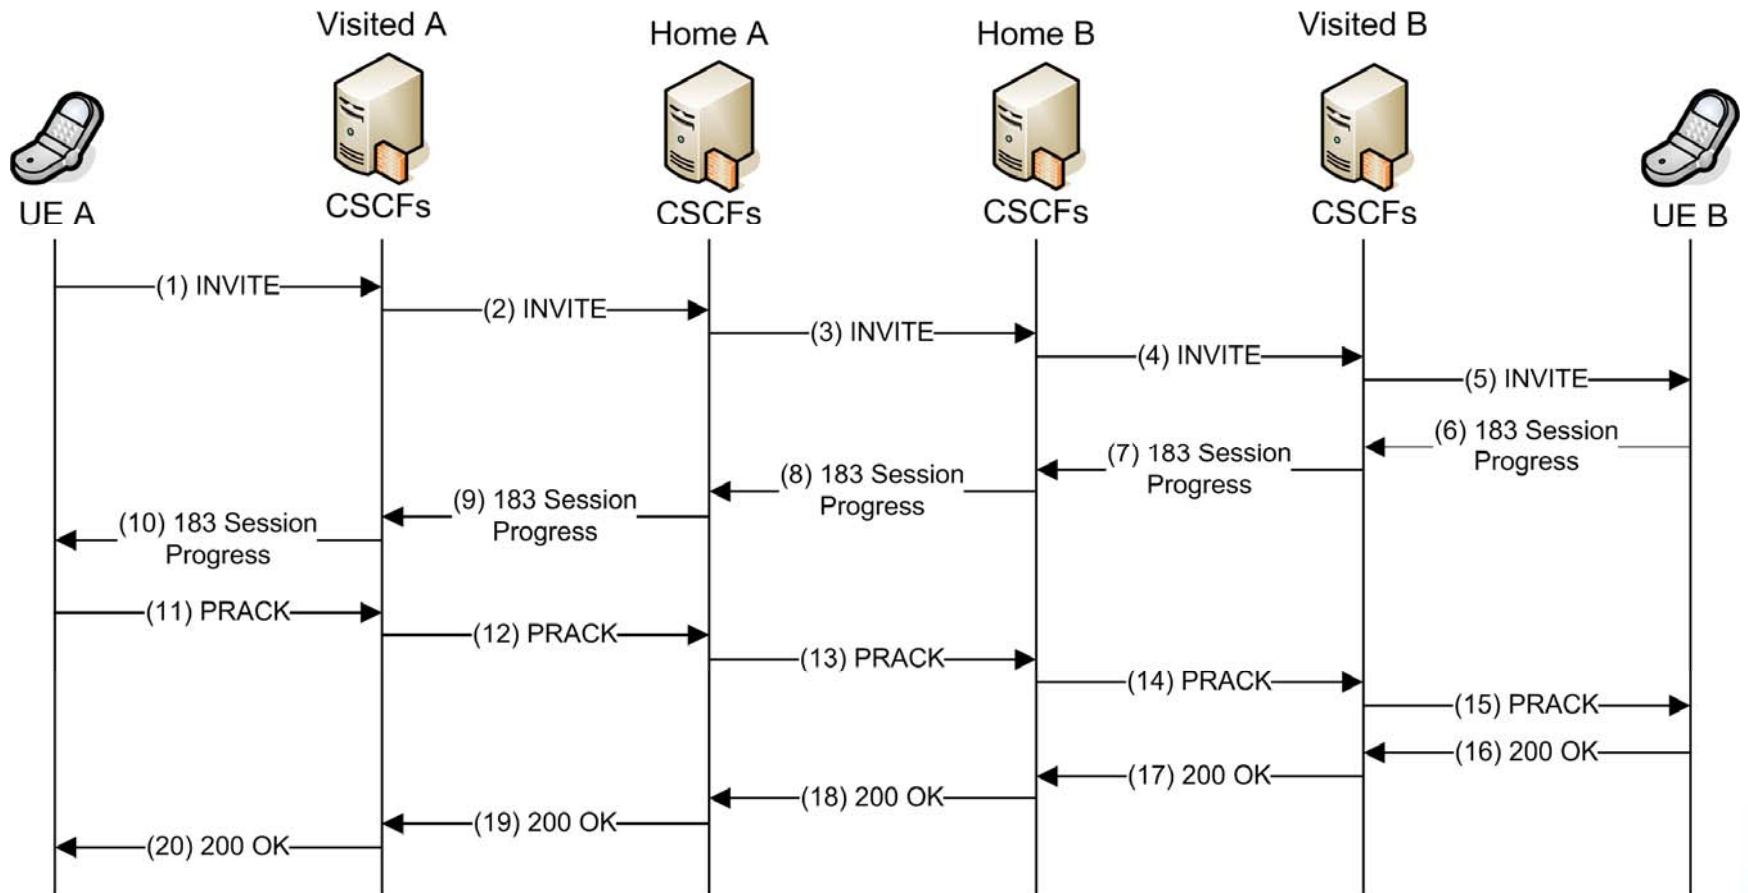 Visited A
Home A
Home B
Visited B
UE A
CSCFs
CSCFs
CSCFs
CSCFs
UE B
(1) INVITE
(2) INVITE
(3) INVITE
(4) INVITE
(5) INVITE
(6) 183 Session
Progress
(7) 183 Session
Progress
(8) 183 Session
Progress
(9) 183 Session
Progress
(10) 183 Session
Progress
(11) PRACK
(12) PRACK
(13) PRACK
(14) PRACK
(15) PRACK
(16) 200 OK
(17) 200 OK
(18) 200 OK
(19) 200 OK
(20) 200 OK